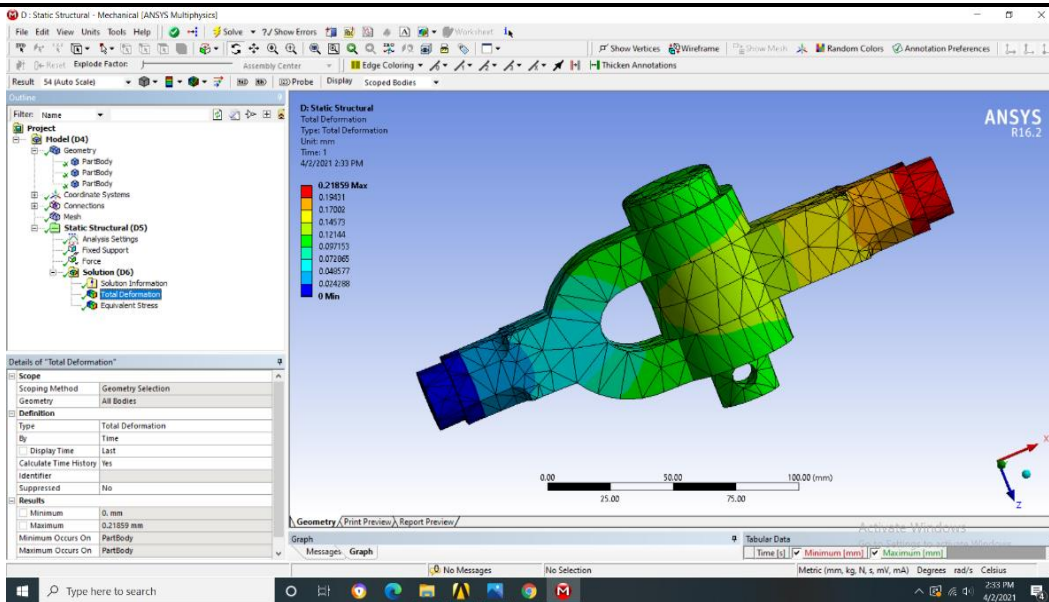 D : Static Structural - Mechanical [ANSYS Multiphysics]
File Edit View Units Tools Help Solve ?/ Show Errors Worksheet
Show Vertices Wireframe Show Mesh Random Colors Annotation Preferences
Reset Explode Factor: Assembly Center Edge Coloring Thicken Annotations
Result 54 (Auto Scale) Probe Display Scoped Bodies
Outline
Filter: Name
Project
Model (D4)
Geometry
PartBody
PartBody
PartBody
Coordinate Systems
Connections
Mesh
Static Structural (D5)
Analysis Settings
Fixed Support
Force
Solution (D6)
Solution Information
Total Deformation
Equivalent Stress
Details of "Total Deformation"
Scope
Scoping Method Geometry Selection
Geometry All Bodies
Definition
Type Total Deformation
By Time
Display Time Last
Calculate Time History Yes
Identifier
Suppressed No
Results
Minimum 0. mm
Maximum 0.21859 mm
Minimum Occurs On PartBody
Maximum Occurs On PartBody
D: Static Structural
Total Deformation
Type: Total Deformation
Unit: mm
Time: 1
4/2/2021 2:33 PM
0.21859 Max
0.19431
0.17002
0.14573
0.12144
0.097153
0.072865
0.048577
0.024288
0 Min
ANSYS
R16.2
X
Z
0.00 50.00 100.00 (mm)
25.00 75.00
Geometry Print Preview Report Preview
Activate Windows
Go to Settings to activate Windows.
Graph
Messages Graph
Tabular Data
Time [s] Minimum [mm] Maximum [mm]
No Messages No Selection Metric (mm, kg, N, s, mV, mA) Degrees rad/s Celsius
Type here to search
2:33 PM
4/2/2021